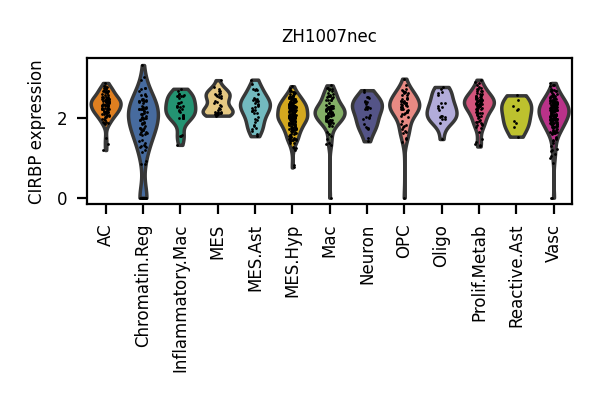 ZH1007nec
CIRBP expression
2
0
AC
Chromatin.Reg
Inflammatory.Mac
MES
MES.Ast
MES.Hyp
Mac
Neuron
OPC
Oligo
Prolif.Metab
Reactive.Ast
Vasc